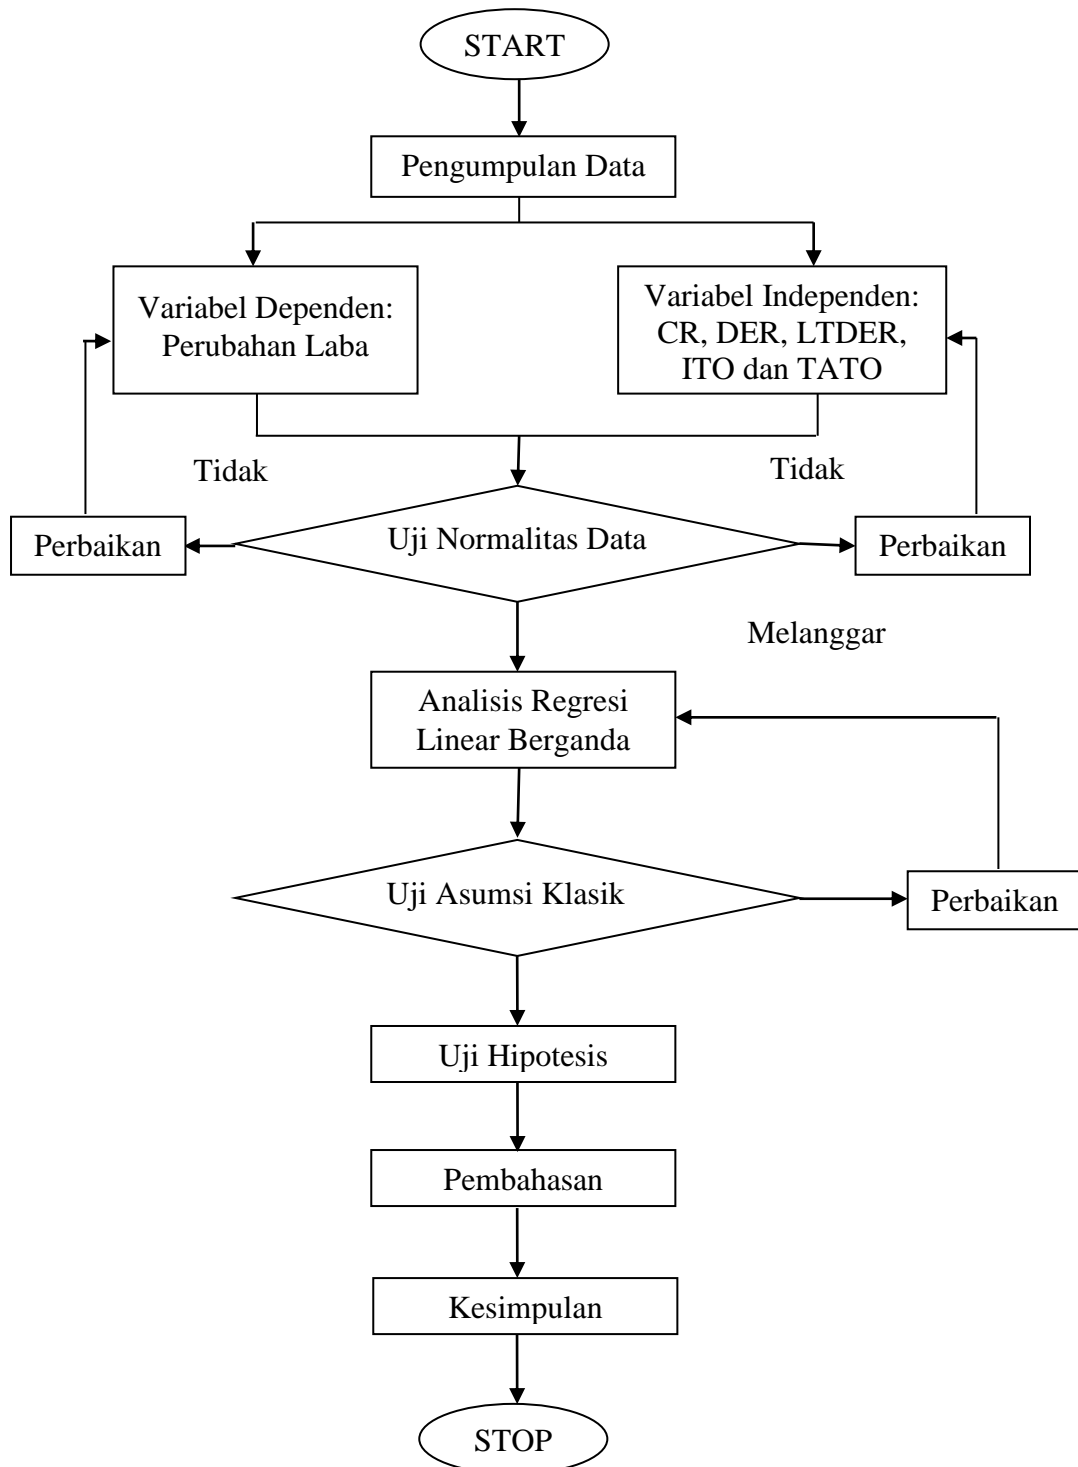 START
Pengumpulan Data
Variabel Dependen:
Perubahan Laba
Variabel Independen:
CR, DER, LTDER,
ITO dan TATO
Tidak
Tidak
Perbaikan
Uji Normalitas Data
Perbaikan
Melanggar
Analisis Regresi
Linear Berganda
Uji Asumsi Klasik
Perbaikan
Uji Hipotesis
Pembahasan
Kesimpulan
STOP